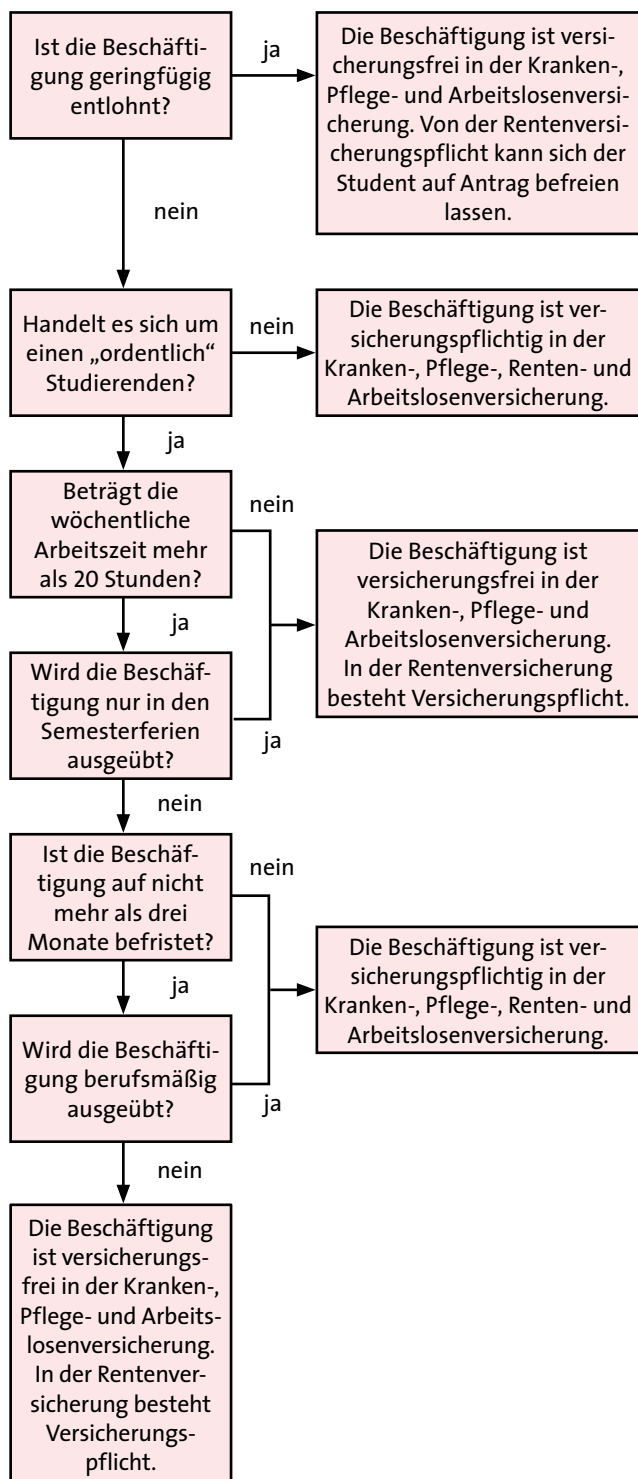 Ist die Beschäfti-
gung geringfügig
entlohnt?
ja
Die Beschäftigung ist versi-
cherungsfrei in der Kranken-,
Pflege- und Arbeitslosenversi-
cherung. Von der Rentenversi-
cherungspflicht kann sich der
Student auf Antrag befreien
lassen.
nein
Handelt es sich um
einen „ordentlich“
Studierenden?
nein
Die Beschäftigung ist ver-
sicherungspflichtig in der
Kranken-, Pflege-, Renten- und
Arbeitslosenversicherung.
ja
Beträgt die
wöchentliche
Arbeitszeit mehr
als 20 Stunden?
nein
Die Beschäftigung ist
versicherungsfrei in der
Kranken-, Pflege- und
Arbeitslosenversicherung.
In der Rentenversicherung
besteht Versicherungspflicht.
ja
Wird die Beschäf-
tigung nur in den
Semesterferien
ausgeübt?
ja
nein
Ist die Beschäf-
tigung auf nicht
mehr als drei
Monate befristet?
nein
Die Beschäftigung ist ver-
sicherungspflichtig in der
Kranken-, Pflege-, Renten- und
Arbeitslosenversicherung.
ja
Wird die Beschäfti-
gung berufsmäßig
ausgeübt?
ja
nein
Die Beschäftigung
ist versicherungs-
frei in der Kranken-,
Pflege- und Arbeits-
losenversicherung.
In der Rentenver-
sicherung besteht
Versicherungs-
pflicht.